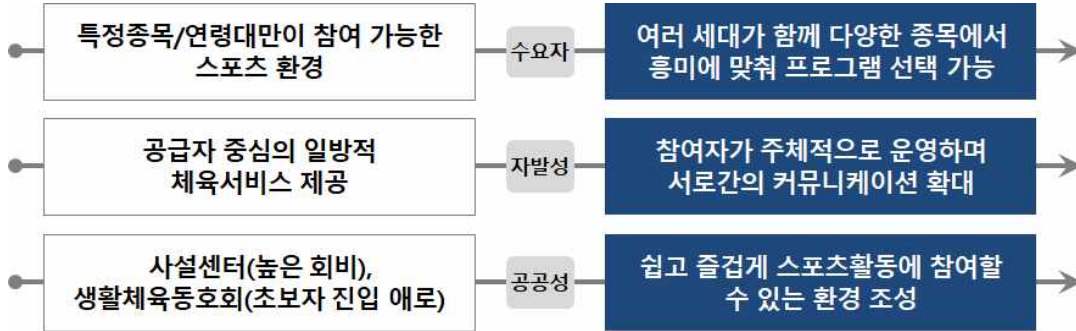 특정종목/연령대만이 참여 가능한
스포츠 환경
수요자
여러 세대가 함께 다양한 종목에서
흥미에 맞춰 프로그램 선택 가능
공급자 중심의 일방적
체육서비스 제공
자발성
참여자가 주체적으로 운영하며
서로간의 커뮤니케이션 확대
사설센터(높은 회비),
생활체육동호회(초보자 진입 애로)
공공성
쉽고 즐겁게 스포츠활동에 참여할
수 있는 환경 조성